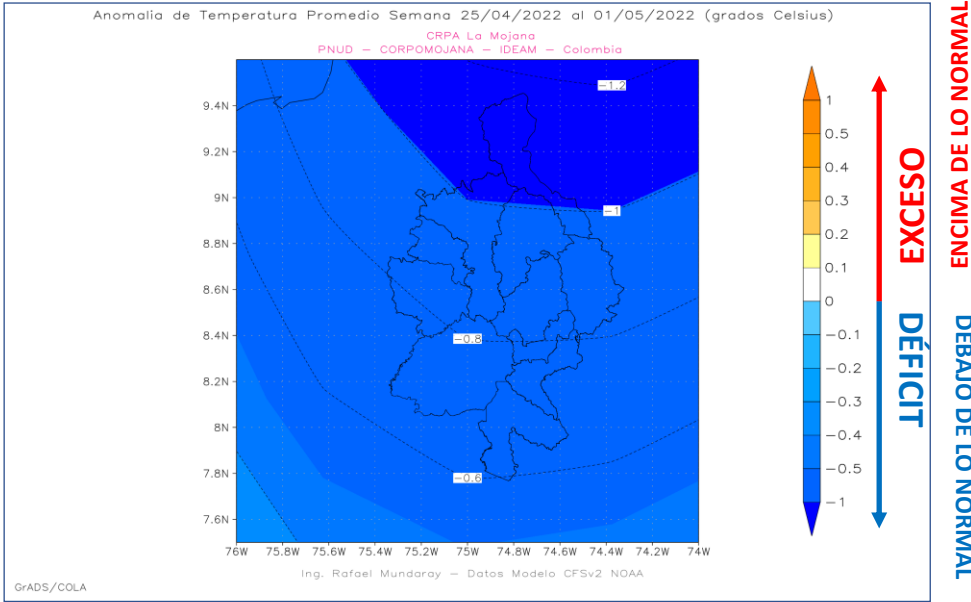 Anomalia de Temperatura Promedio Semana 25/04/2022 al 01/05/2022 (grados Celsius)
CRPA La Mojana
PNUD – CORPOMOJANA – IDEAM – Colombia
9.4N
9.2N
9N
8.8N
8.6N
8.4N
8.2N
8N
7.8N
7.6N
−1.2
−1
−0.8
−0.6
76W
75.8W
75.6W
75.4W
75.2W
75W
74.8W
74.6W
74.4W
74.2W
74W
Ing. Rafael Mundaray – Datos Modelo CFSv2 NOAA
GrADS/COLA
1
0.5
0.4
0.3
0.2
0.1
0
−0.1
−0.2
−0.3
−0.4
−0.5
−1
EXCESO
DÉFICIT
ENCIMA DE LO NORMAL
DEBAJO DE LO NORMAL